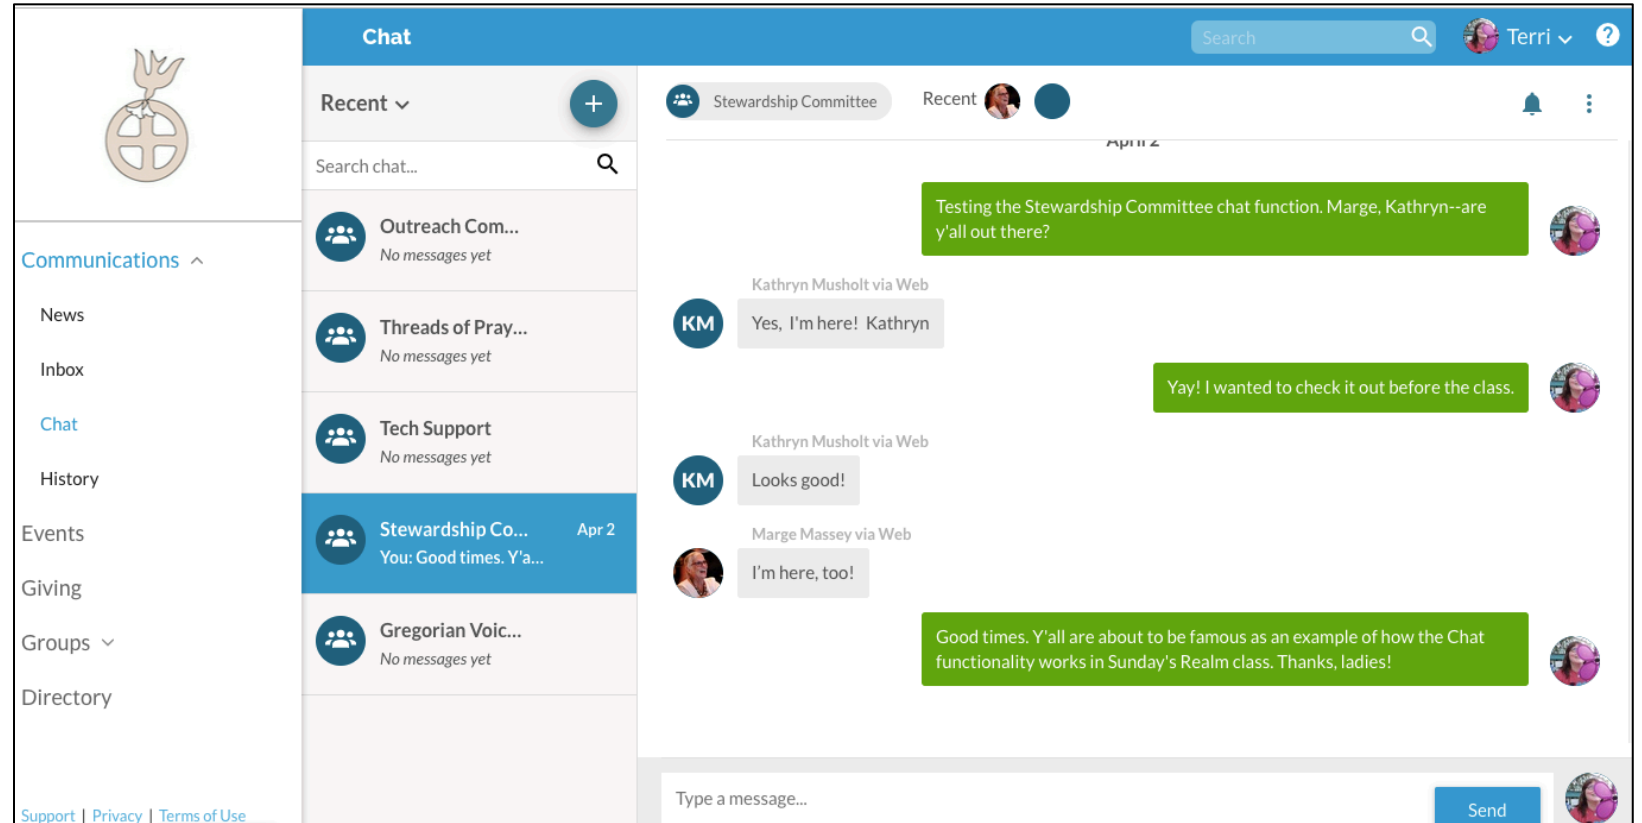 Chat
Search
Terri
?
Communications
News
Inbox
Chat
History
Events
Giving
Groups
Directory
Support | Privacy | Terms of Use
Recent
+
Search chat...
Outreach Com...
No messages yet
Threads of Pray...
No messages yet
Tech Support
No messages yet
Stewardship Co...
Apr 2
You: Good times. Y'a...
Gregorian Voic...
No messages yet
Stewardship Committee
Recent
April 2
Testing the Stewardship Committee chat function. Marge, Kathryn--are
y'all out there?
Kathryn Musholt via Web
KM
Yes, I'm here! Kathryn
Yay! I wanted to check it out before the class.
Kathryn Musholt via Web
KM
Looks good!
Marge Massey via Web
I'm here, too!
Good times. Y'all are about to be famous as an example of how the Chat
functionality works in Sunday's Realm class. Thanks, ladies!
Type a message...
Send